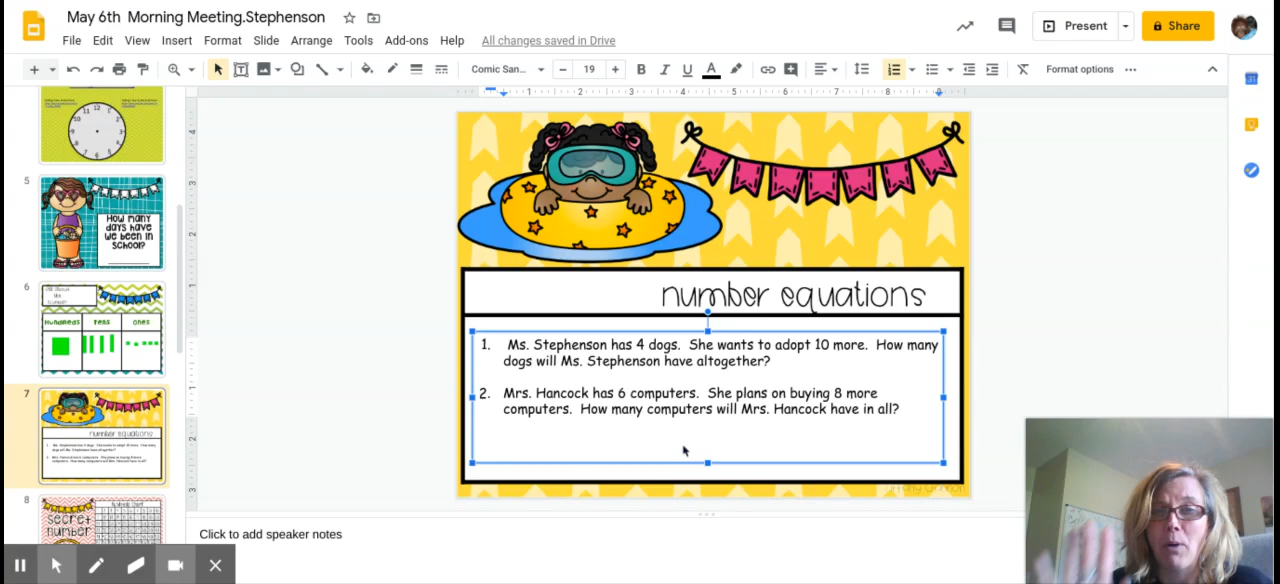 May 6th Morning Meeting.Stephenson
File Edit View Insert Format Slide Arrange Tools Add-ons Help All changes saved in Drive
Present
Share
Comic San...
19
Format options
5
How many
days have
we been in
school?
6
Hundreds Tens Ones
7
number equations
8
secret
number
number equations
1. Ms. Stephenson has 4 dogs. She wants to adopt 10 more. How many
dogs will Ms. Stephenson have altogether?
2. Mrs. Hancock has 6 computers. She plans on buying 8 more
computers. How many computers will Mrs. Hancock have in all?
Click to add speaker notes